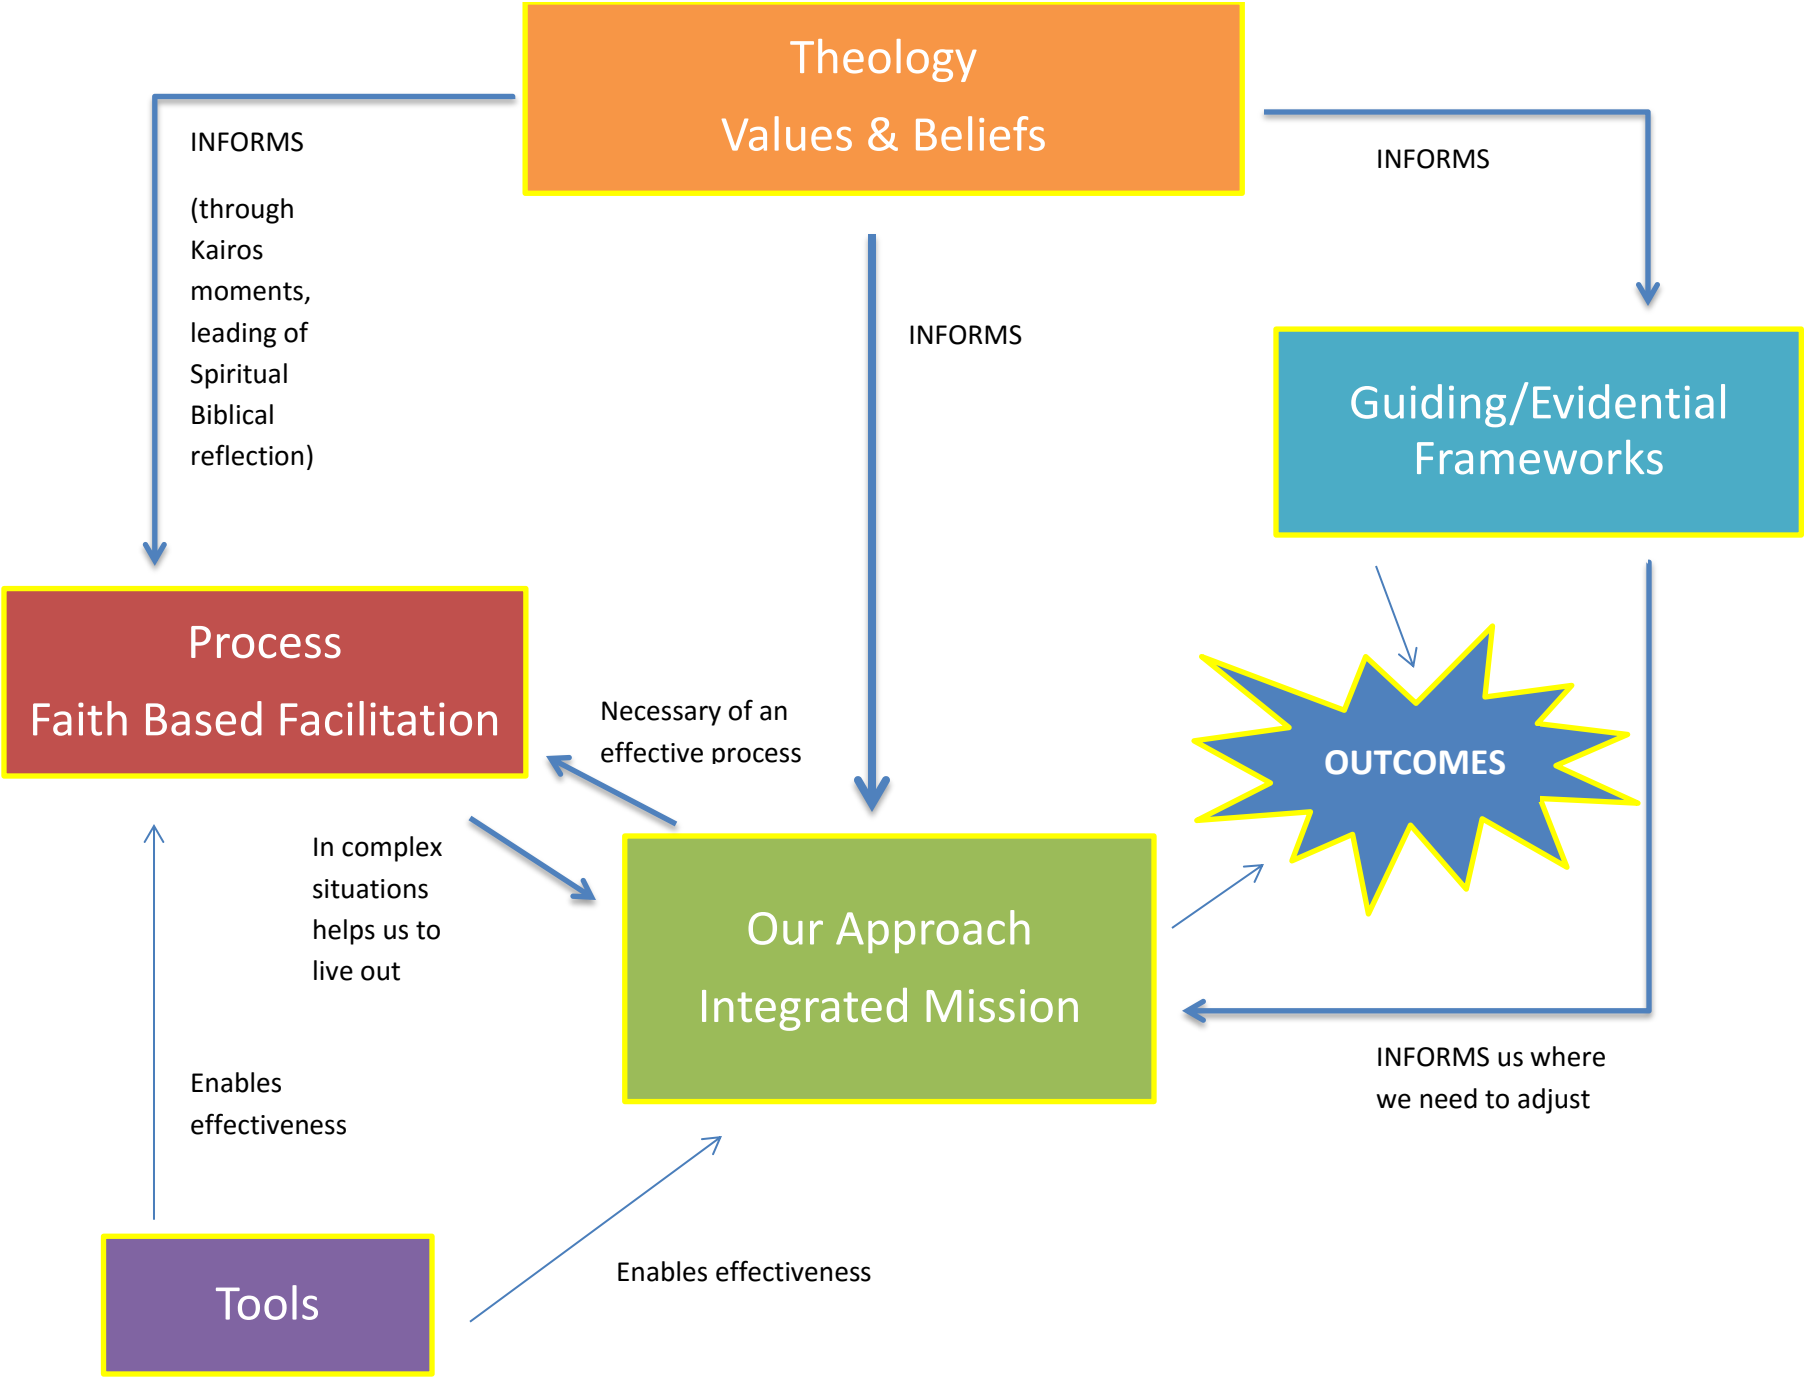 Theology
Values & Beliefs
INFORMS
(through
Kairos
moments,
leading of
Spiritual
Biblical
reflection)
INFORMS
INFORMS
Guiding/Evidential
Frameworks
Process
Faith Based Facilitation
Necessary of an
effective process
OUTCOMES
In complex
situations
helps us to
live out
Our Approach
Integrated Mission
INFORMS us where
we need to adjust
Enables
effectiveness
Enables effectiveness
Tools